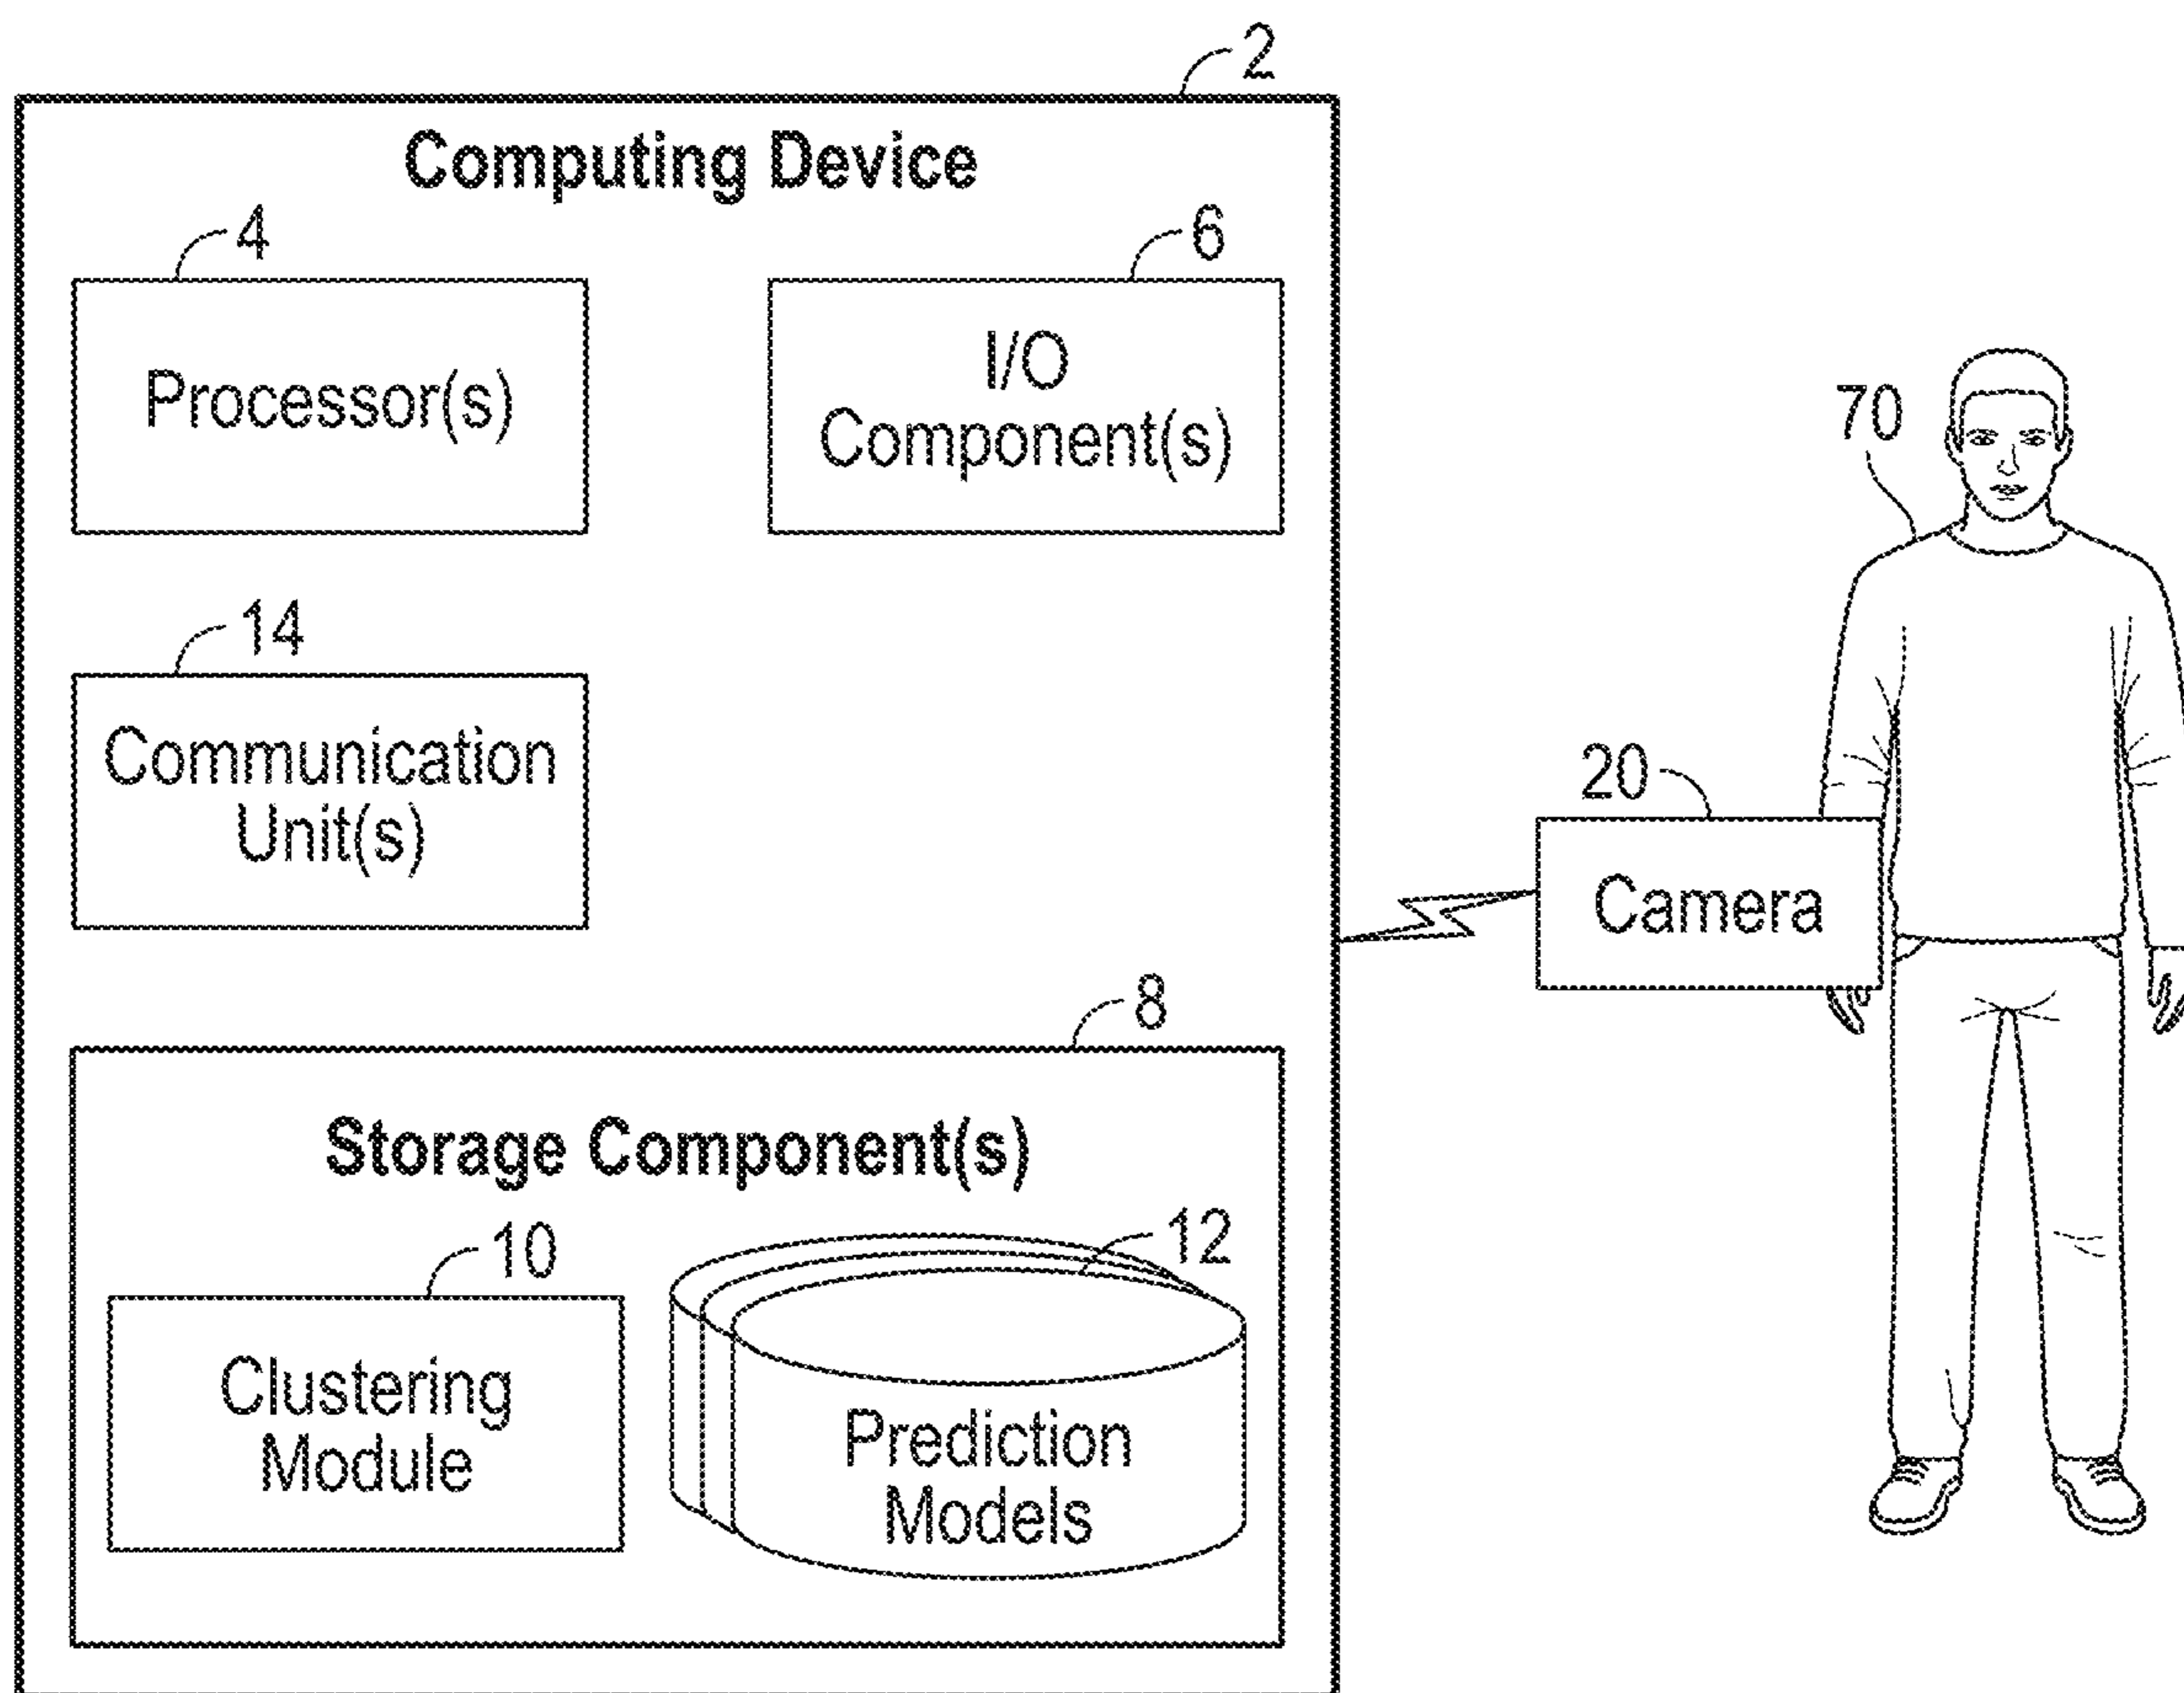 2
Computing Device
4
6
Processor(s)
I/O
Component(s)
70
14
Communication
Unit(s)
20
Camera
8
Storage Component(s)
10
12
Clustering
Module
Prediction
Models